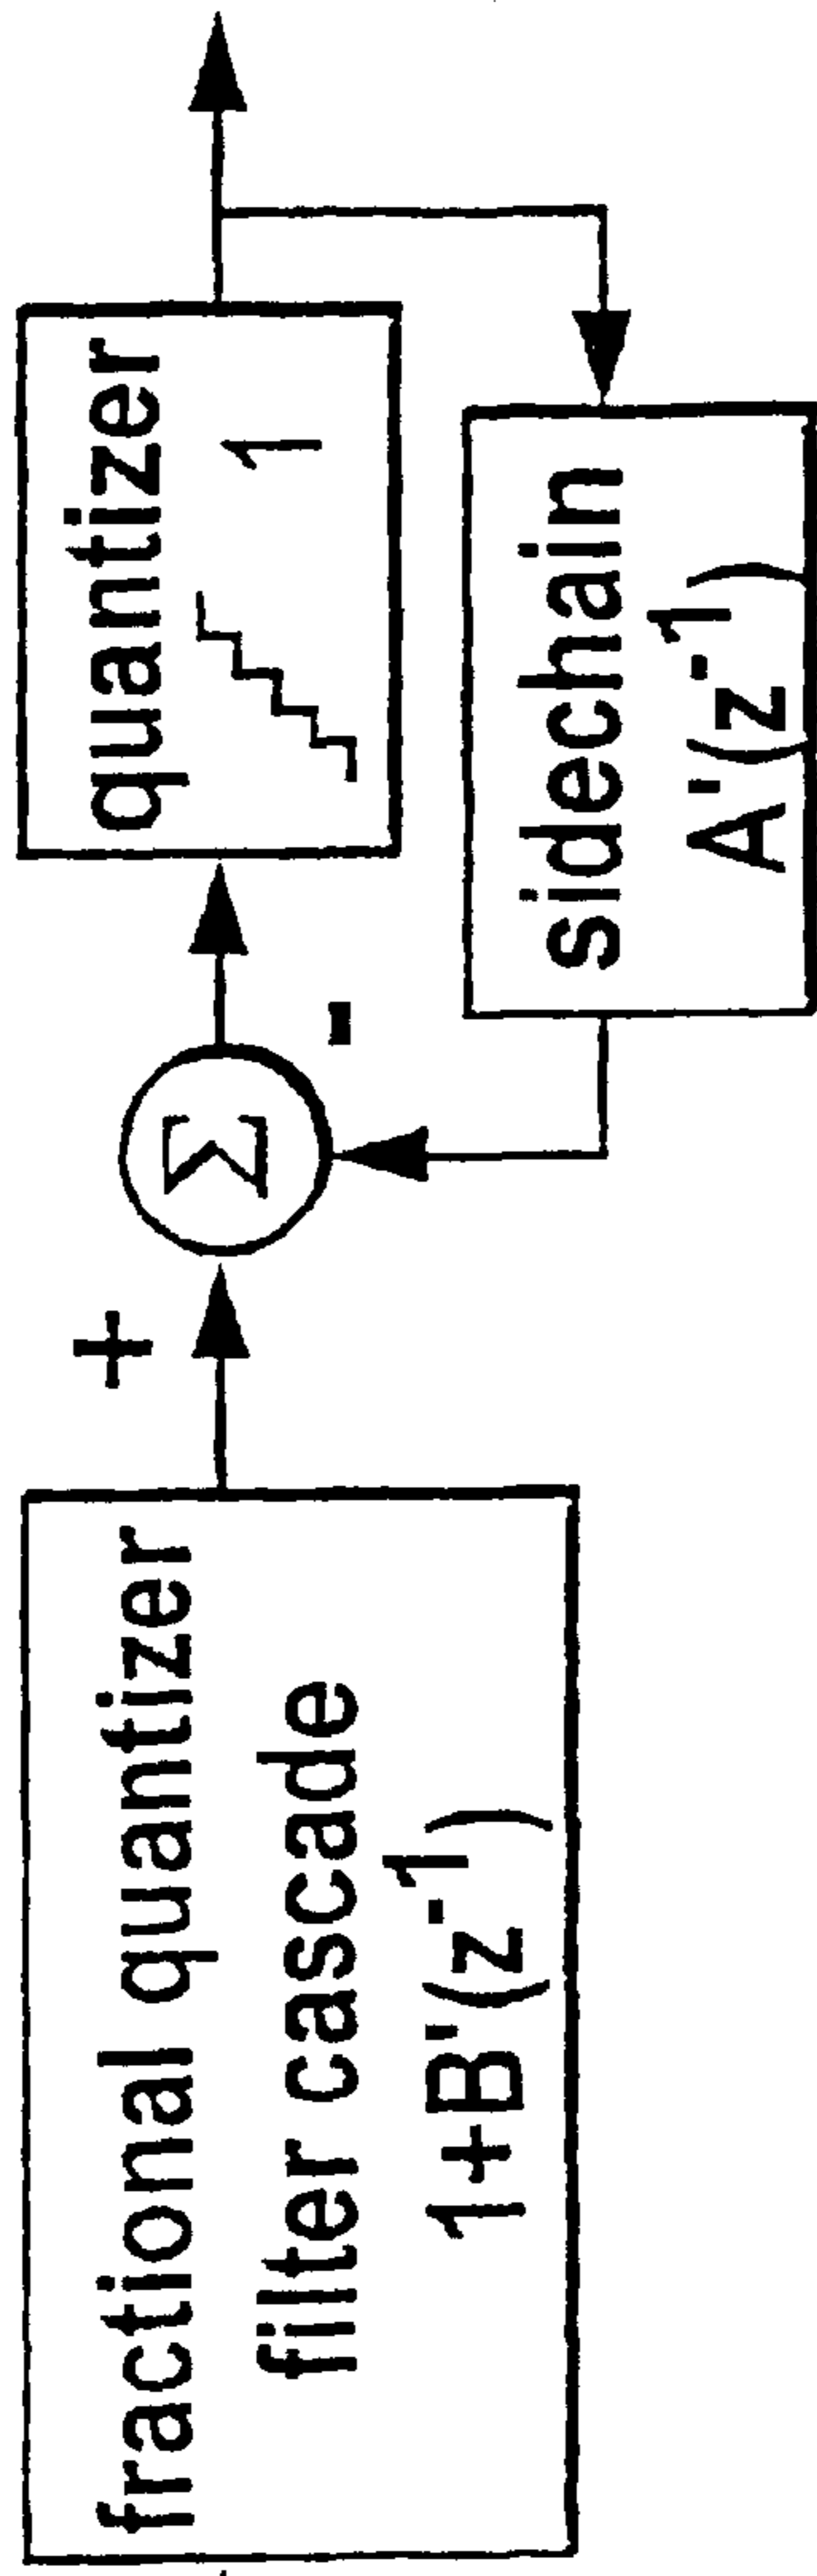 fractional quantizer
filter cascade
1+B'(z⁻¹)
+
Σ
-
quantizer
1
sidechain
A'(z⁻¹)